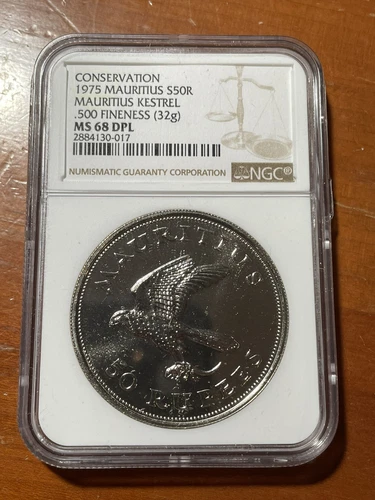 CONSERVATION
1975 MAURITIUS S50R
MAURITIUS KESTREL
.500 FINENESS (32g)
MS 68 DPL
2884130-017
NUMISMATIC GUARANTY CORPORATION NGC®
MAURITIUS
50 RUPEES